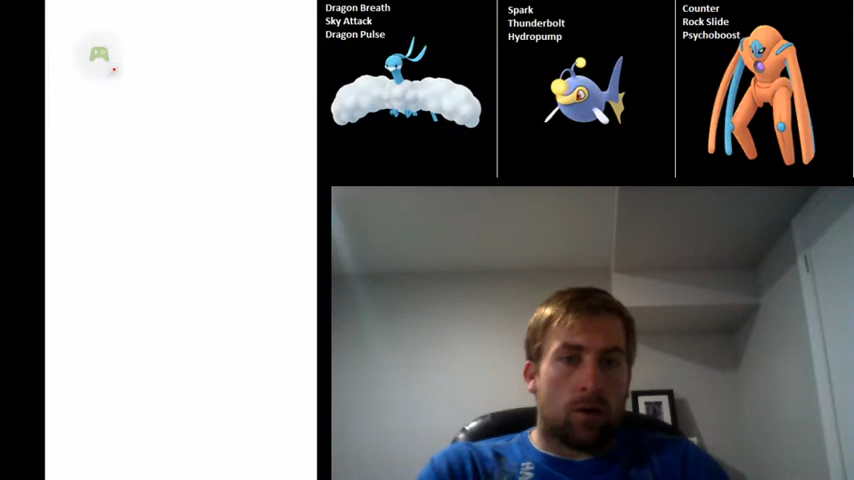 Dragon Breath
Sky Attack
Dragon Pulse
Spark
Thunderbolt
Hydropump
Counter
Rock Slide
Psychoboost